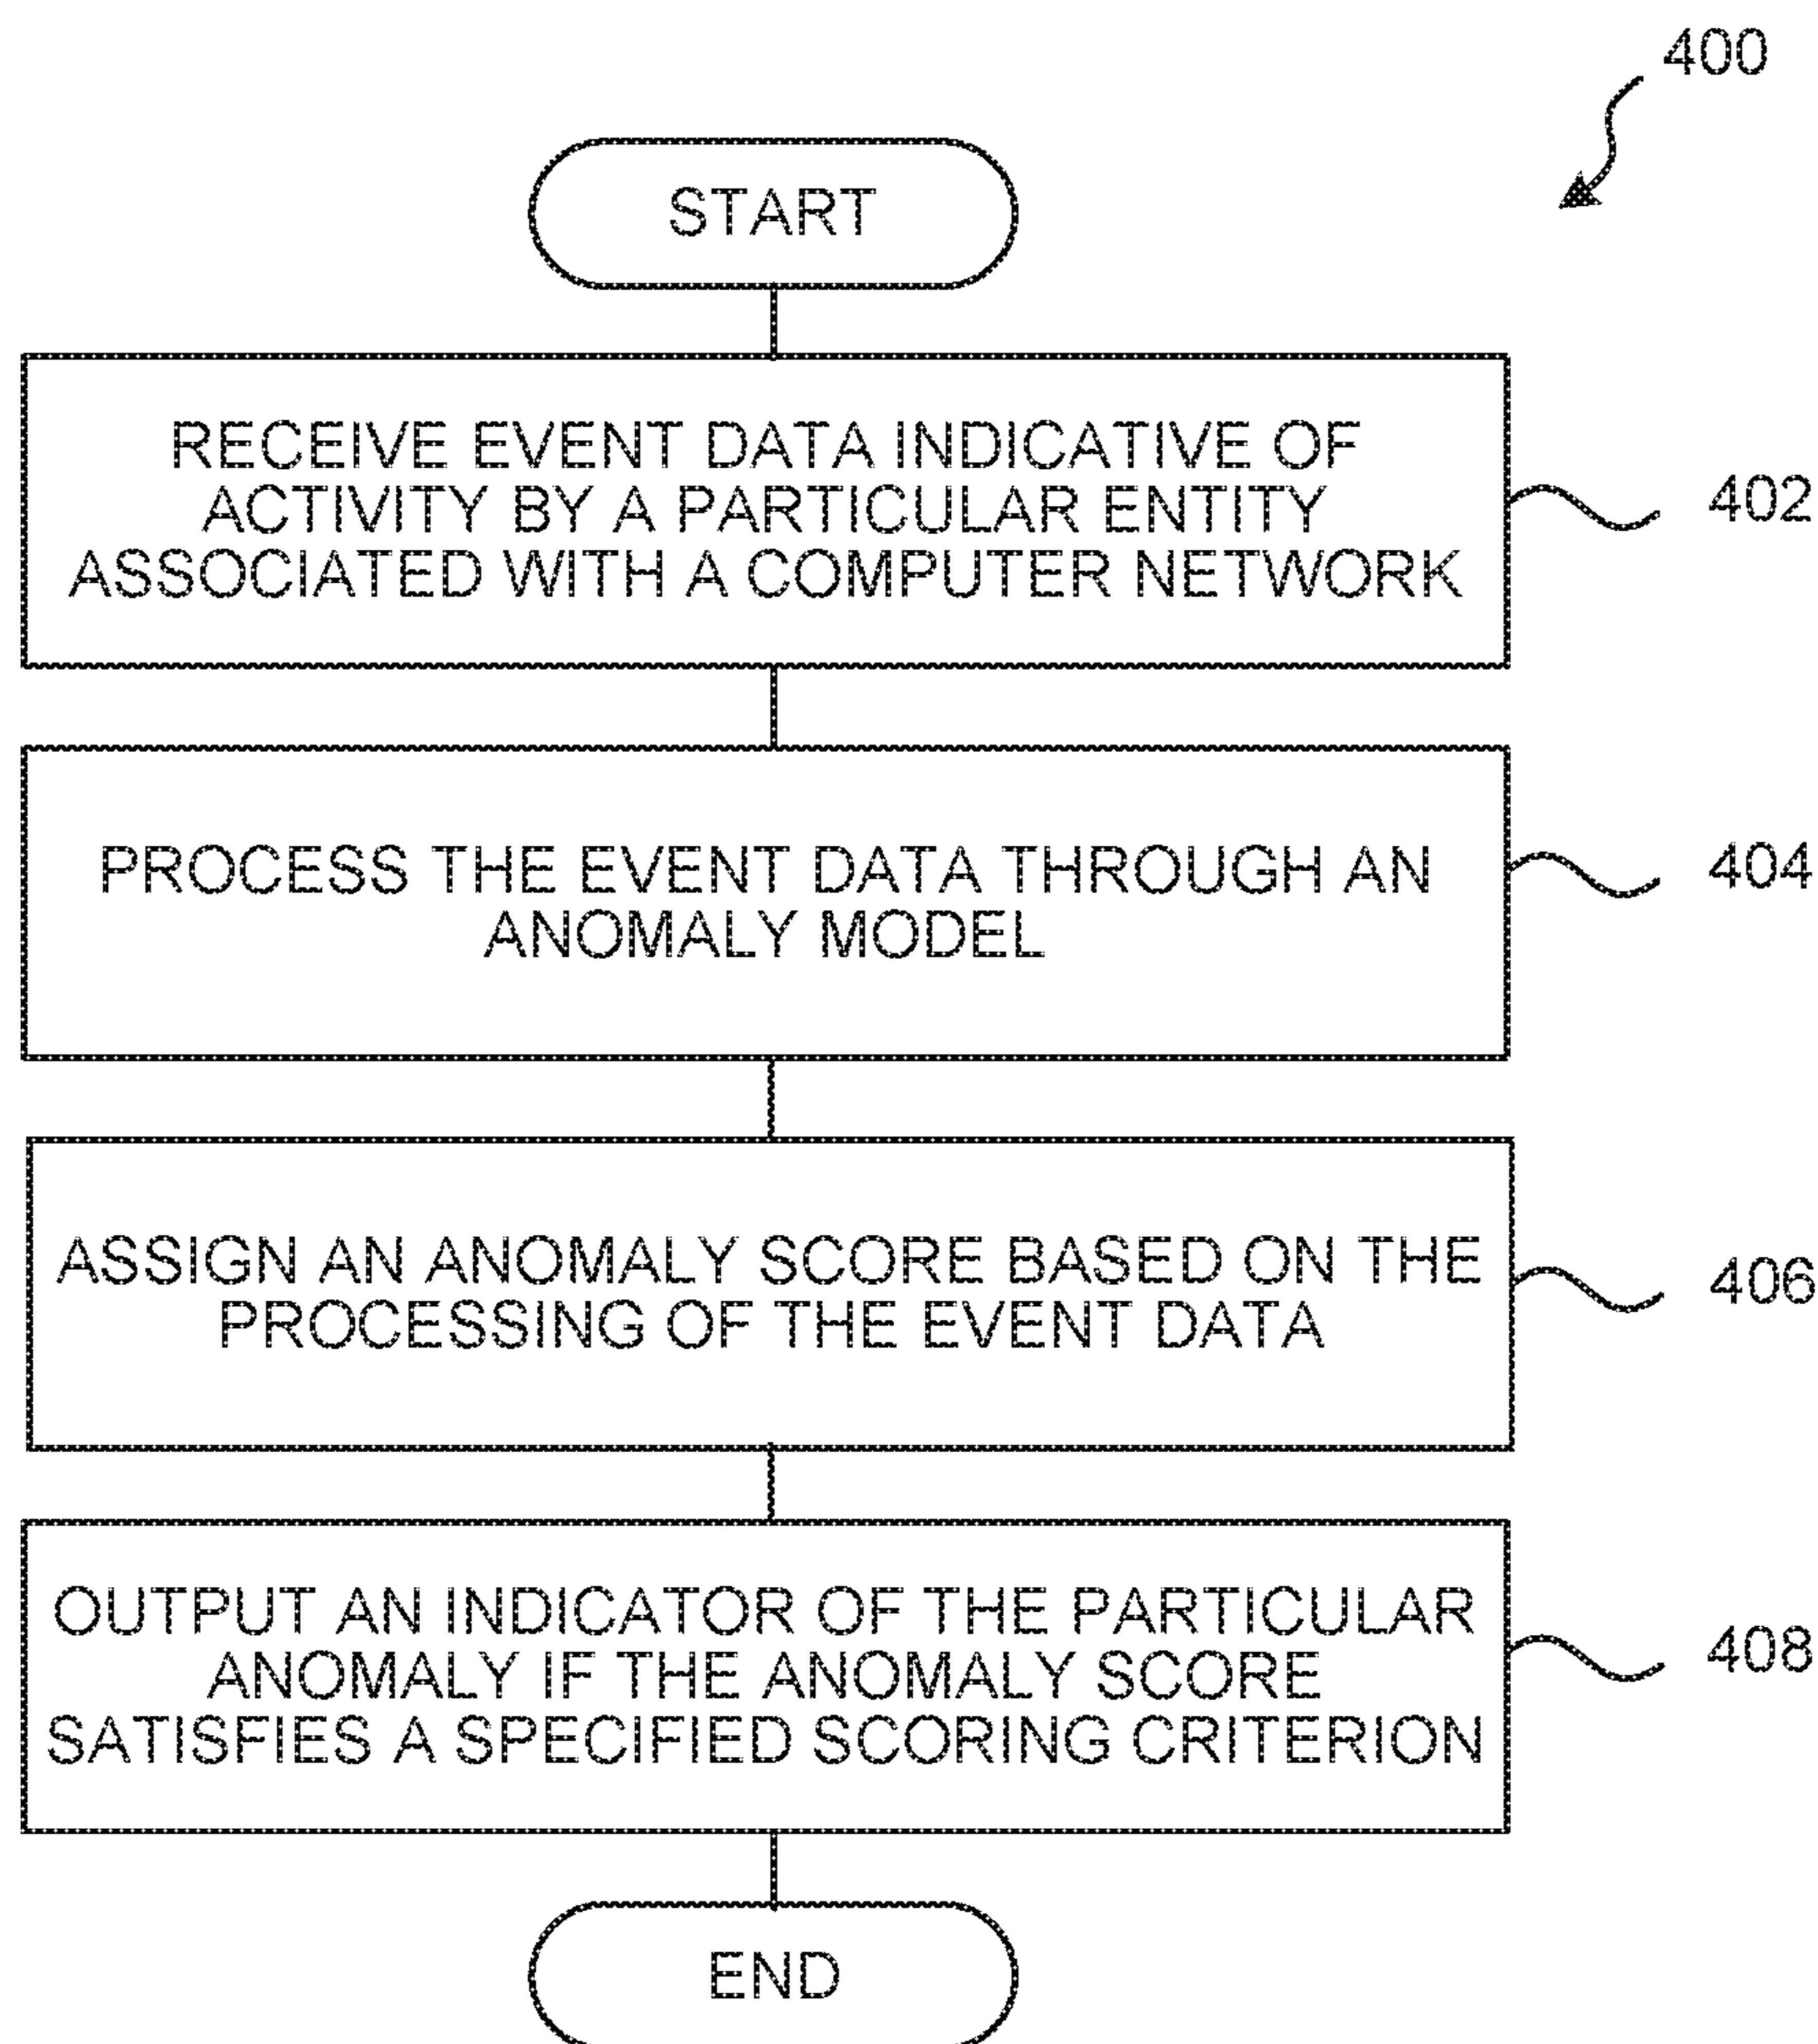 400
START
RECEIVE EVENT DATA INDICATIVE OF
ACTIVITY BY A PARTICULAR ENTITY
ASSOCIATED WITH A COMPUTER NETWORK
402
PROCESS THE EVENT DATA THROUGH AN
ANOMALY MODEL
404
ASSIGN AN ANOMALY SCORE BASED ON THE
PROCESSING OF THE EVENT DATA
406
OUTPUT AN INDICATOR OF THE PARTICULAR
ANOMALY IF THE ANOMALY SCORE
SATISFIES A SPECIFIED SCORING CRITERION
408
END